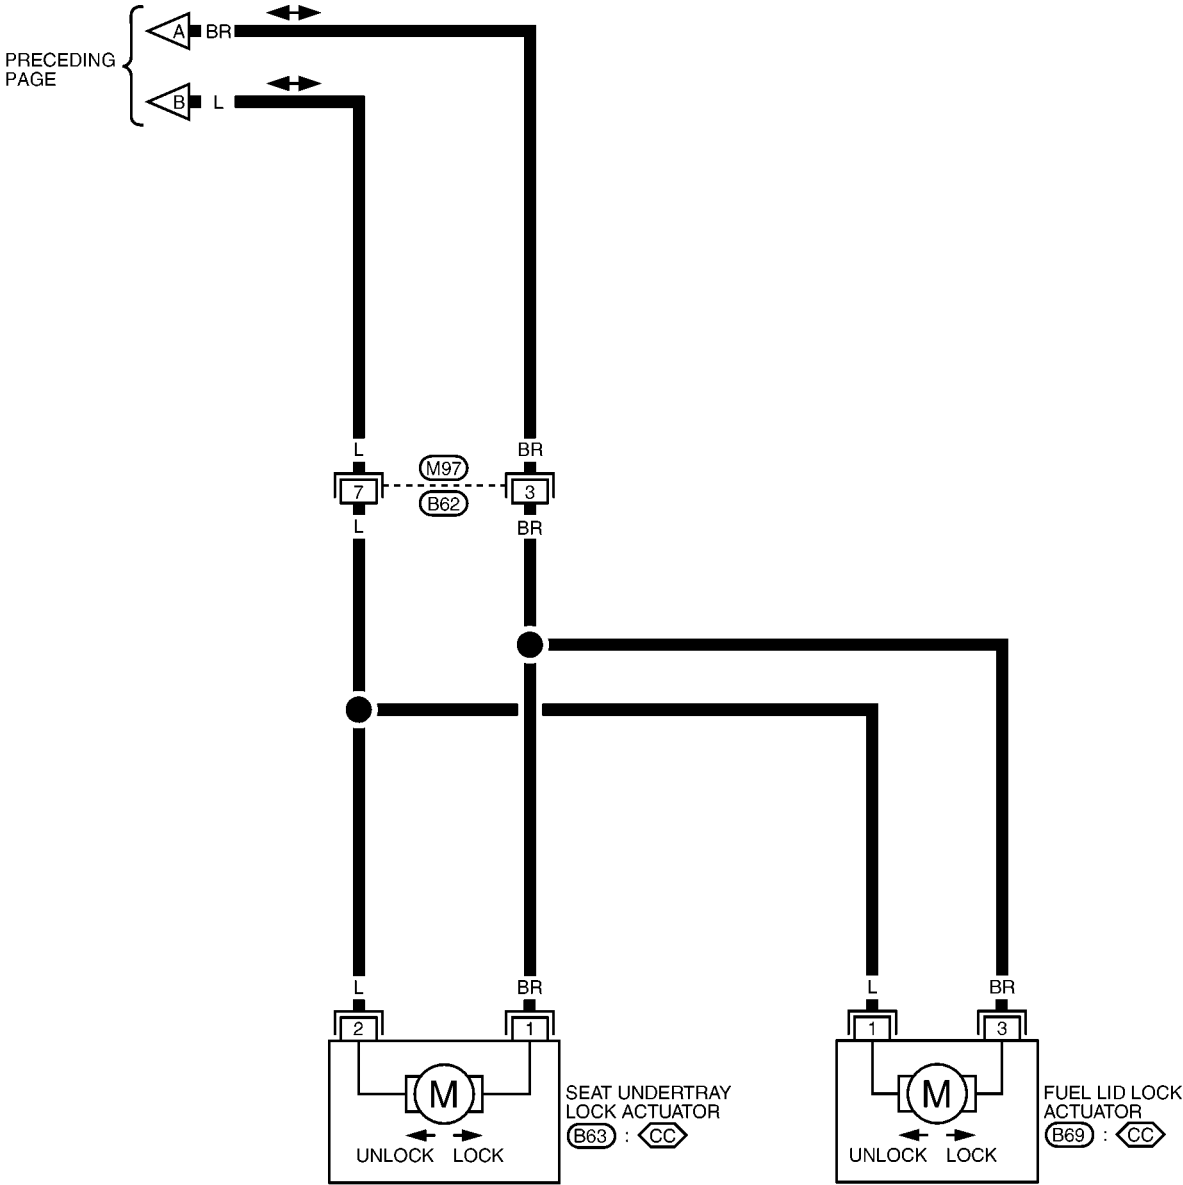 PRECEDING
PAGE
A BR
B L
L BR
M97
7 3
B62
L BR
L BR L BR
2 1 1 3
M M
SEAT UNDERTRAY
LOCK ACTUATOR
B63 : CC
UNLOCK LOCK
FUEL LID LOCK
ACTUATOR
B69 : CC
UNLOCK LOCK